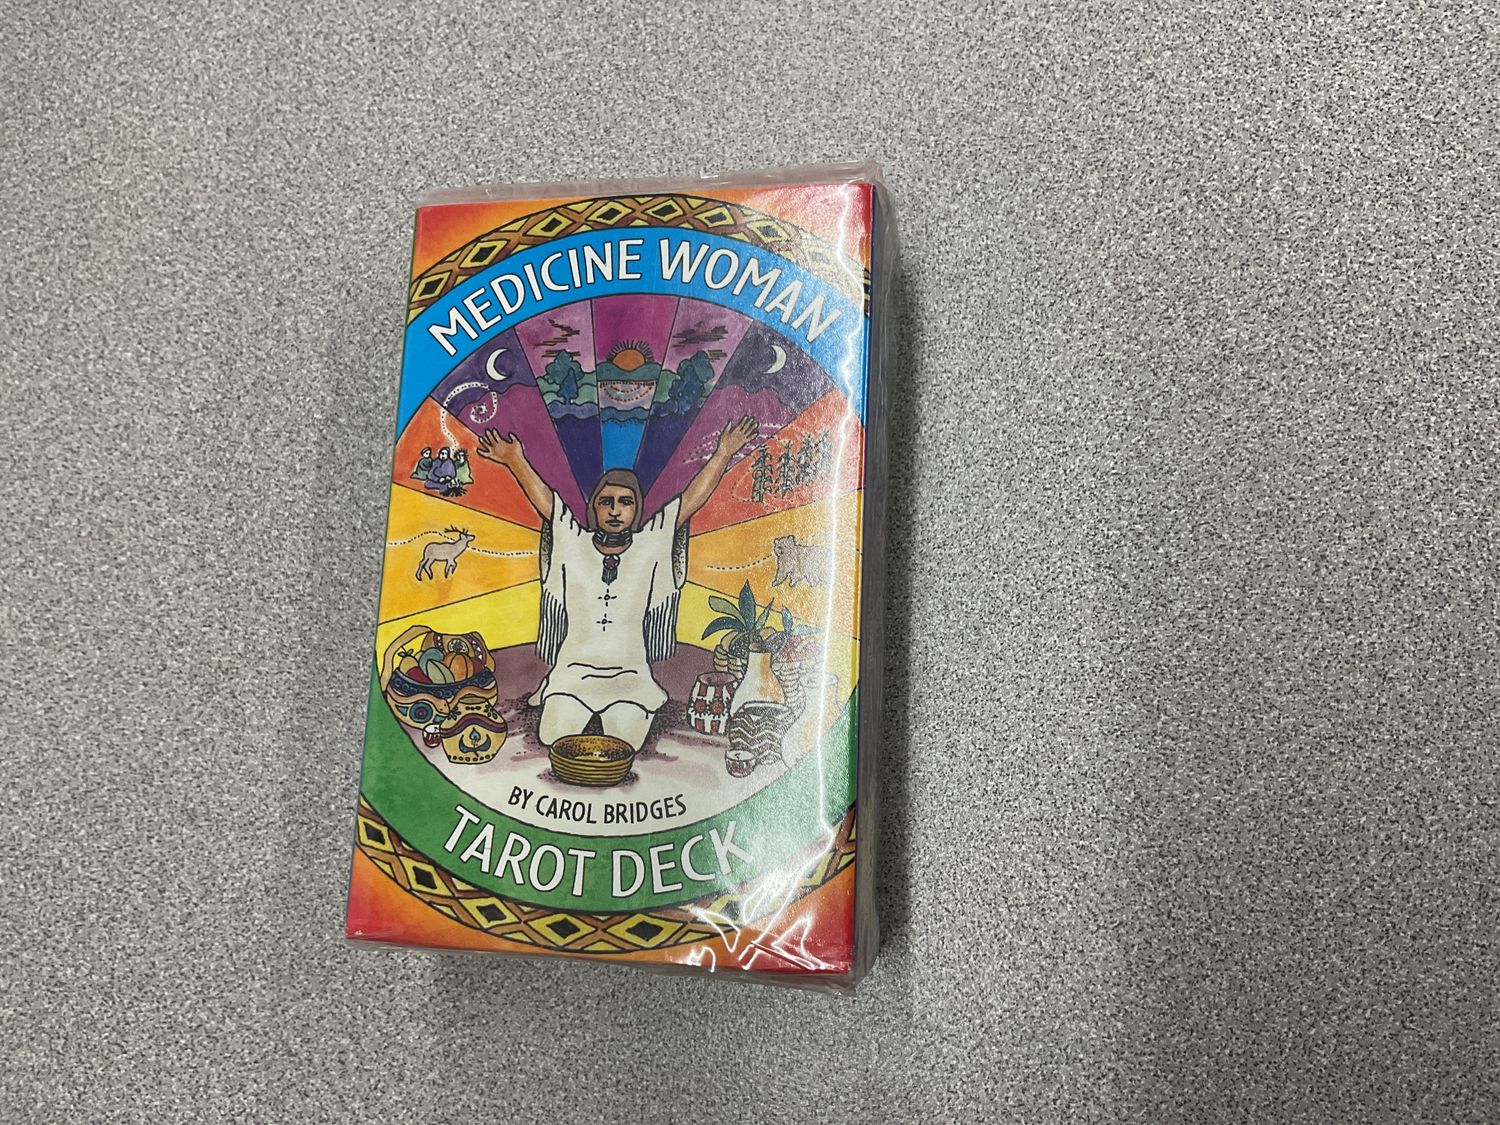 MEDICINE WOMAN
BY CAROL BRIDGES
TAROT DECK